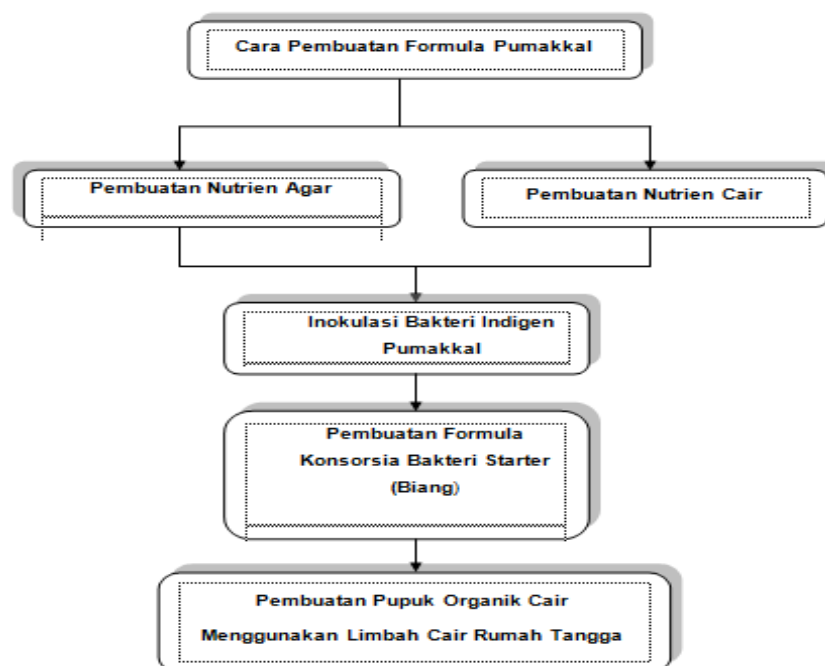 Cara Pembuatan Formula Pumakkal
Pembuatan Nutrien Agar
Pembuatan Nutrien Cair
Inokulasi Bakteri Indigen
Pumakkal
Pembuatan Formula
Konsorsia Bakteri Starter
(Biang)
Pembuatan Pupuk Organik Cair
Menggunakan Limbah Cair Rumah Tangga